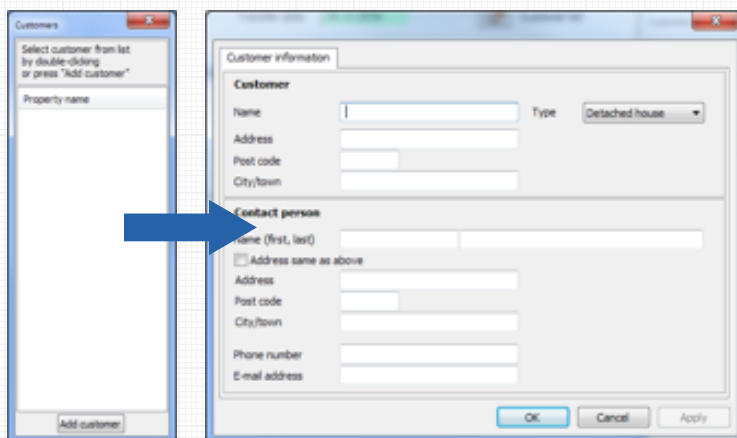 Customers
Select customer from list
by double-clicking
or press "Add customer"
Property name
Add customer
Customer list
Customer information
Customer
Name
Type
Detached house
Address
Post code
City/town
Contact person
Name (first, last)
Address same as above
Address
Post code
City/town
Phone number
E-mail address
OK
Cancel
Apply